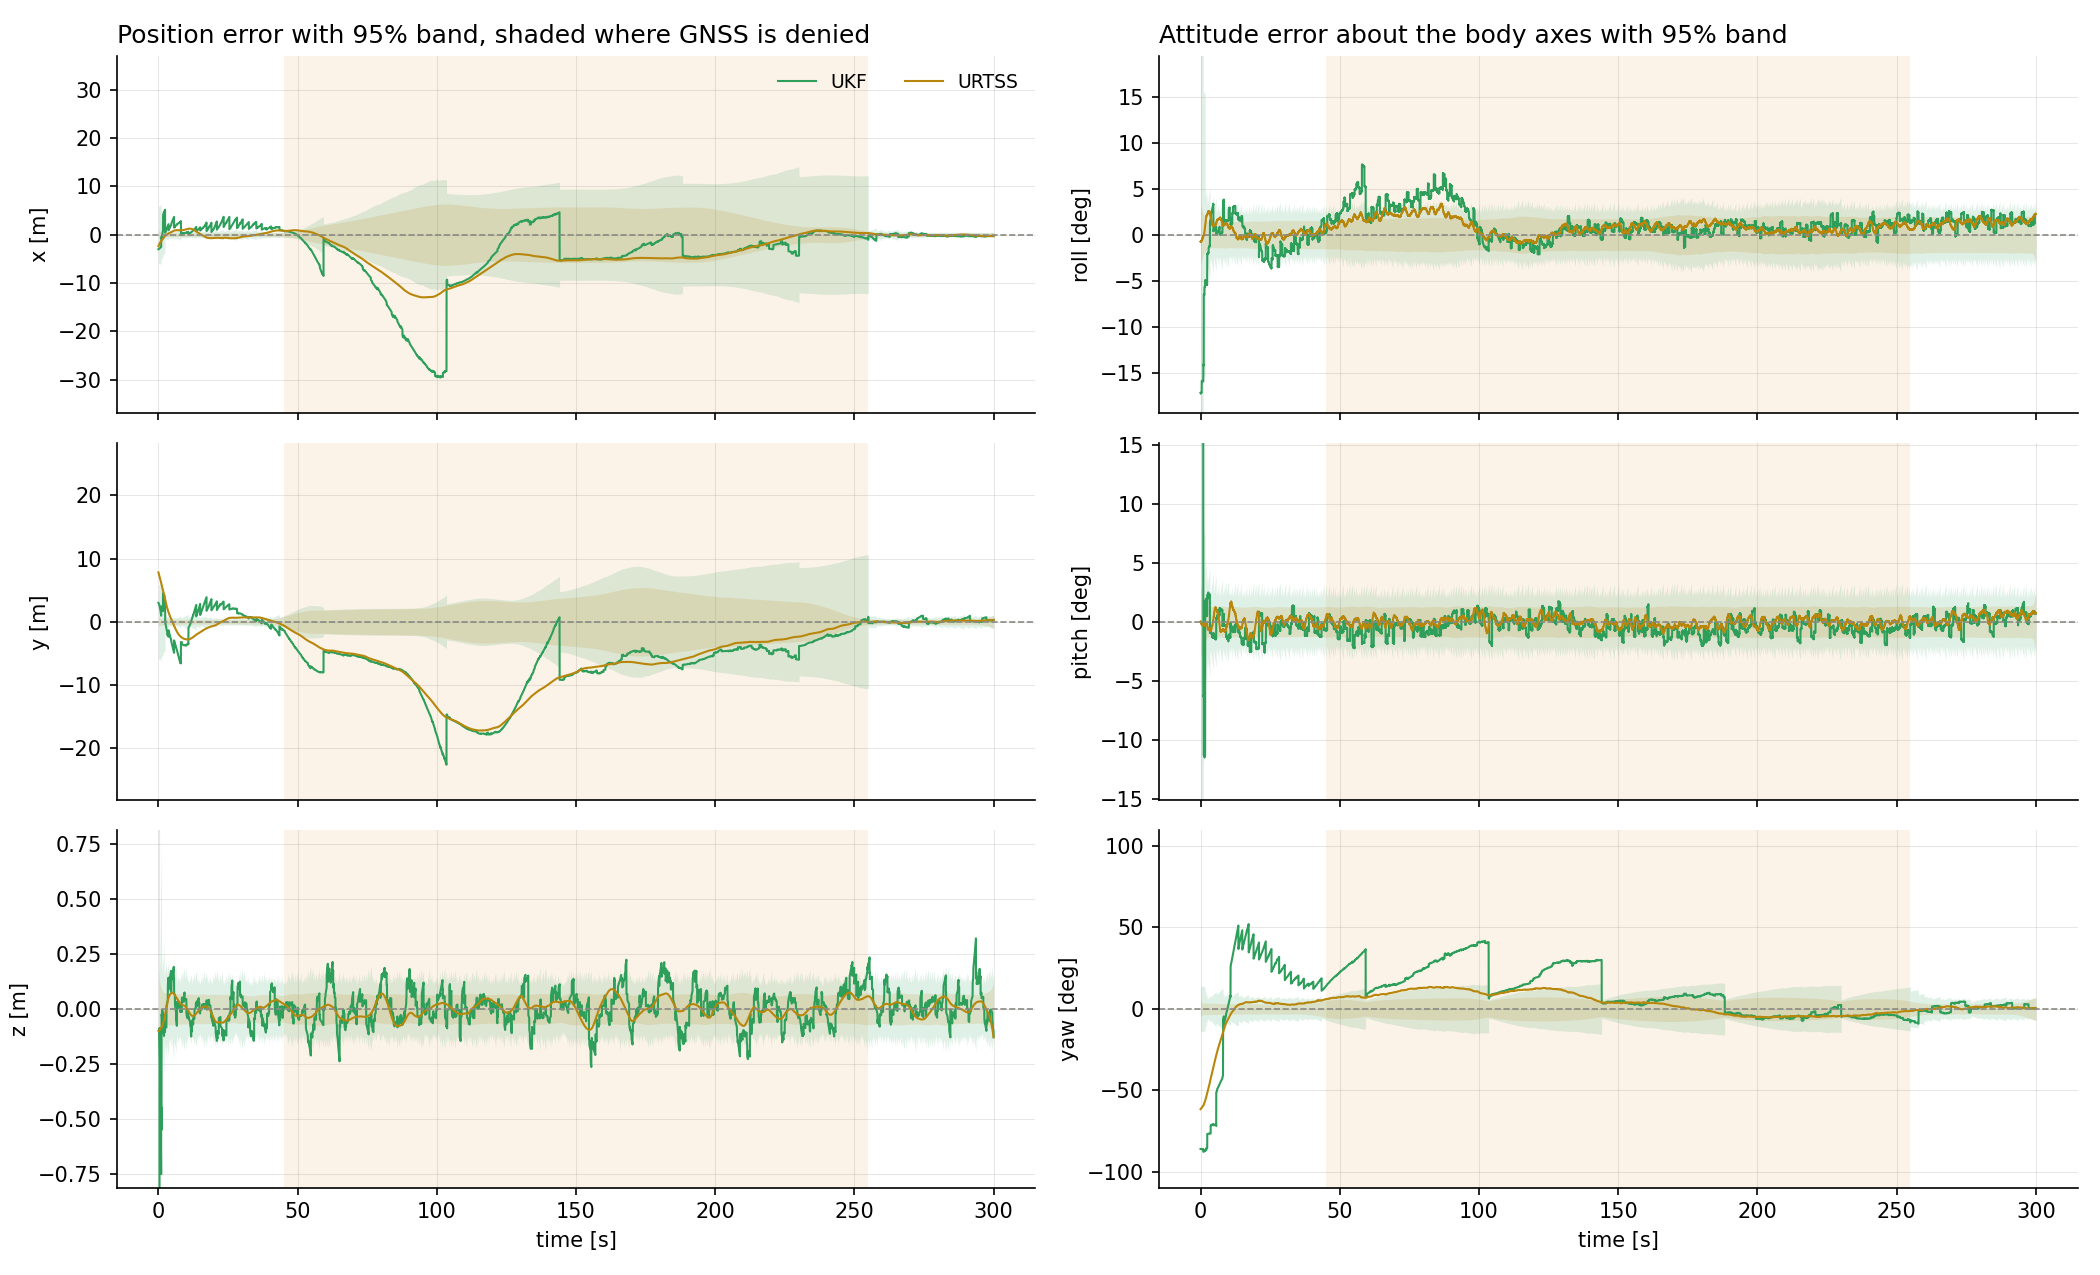 Position error with 95% band, shaded where GNSS is denied
UKF URTSS
x [m]
30
20
10
0
−10
−20
−30
y [m]
20
10
0
−10
−20
z [m]
0.75
0.50
0.25
0.00
−0.25
−0.50
−0.75
0 50 100 150 200 250 300
time [s]
Attitude error about the body axes with 95% band
roll [deg]
15
10
5
0
−5
−10
−15
pitch [deg]
15
10
5
0
−5
−10
−15
yaw [deg]
100
50
0
−50
−100
0 50 100 150 200 250 300
time [s]